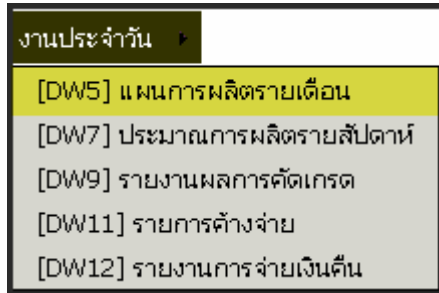 งานประจำวัน
[DW5] แผนการผลิตรายเดือน
[DW7] ประมาณการผลิตรายสัปดาห์
[DW9] รายงานผลการคัดเกรด
[DW11] รายการค้างจ่าย
[DW12] รายงานการจ่ายเงินคืน